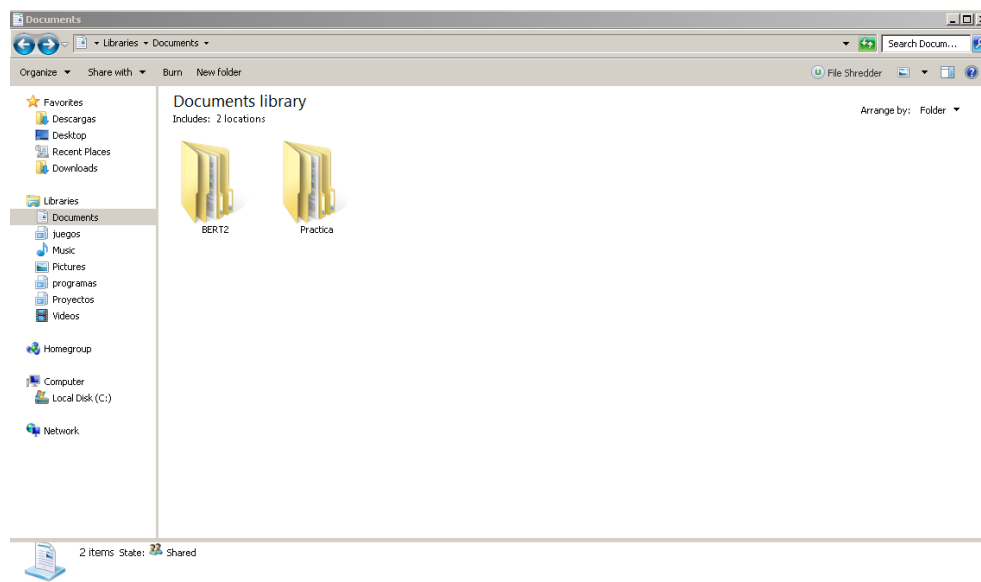 Documents
Libraries Documents
Search Docum...
Organize Share with Burn New folder
File Shredder
Favorites
Descargas
Desktop
Recent Places
Downloads
Libraries
Documents
juegos
Music
Pictures
programas
Proyectos
Videos
Homegroup
Computer
Local Disk (C:)
Network
Documents library
Includes: 2 locations
Arrange by: Folder
BERT2
Practica
2 items State: Shared